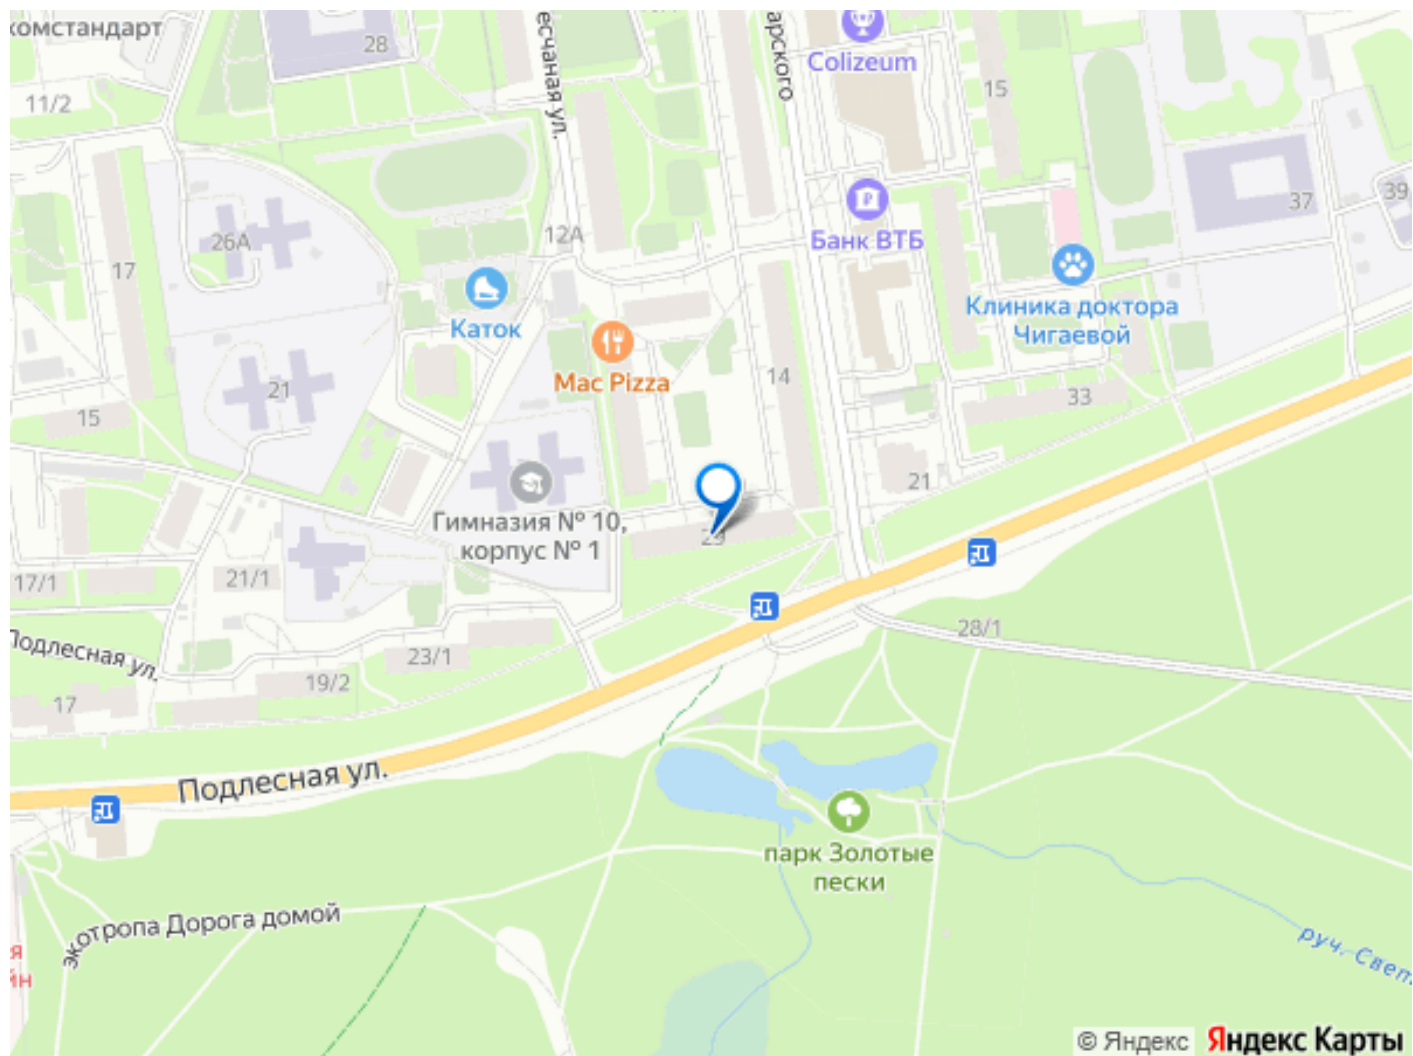 комстандарт
28
есчаная ул.
арского
Colizeum
15
11/2
37
39
26А
12А
Банк ВТБ
17
Клиника доктора
Чигаевой
Каток
Mac Pizza
14
21
15
33
21
Гимназия № 10,
корпус № 1
29
17/1
21/1
28/1
Подлесная ул.
23/1
19/2
17
Подлесная ул.
парк Золотые
пески
экотропа Дорога домой
руч. Свет
я
йн
© Яндекс
Яндекс Карты